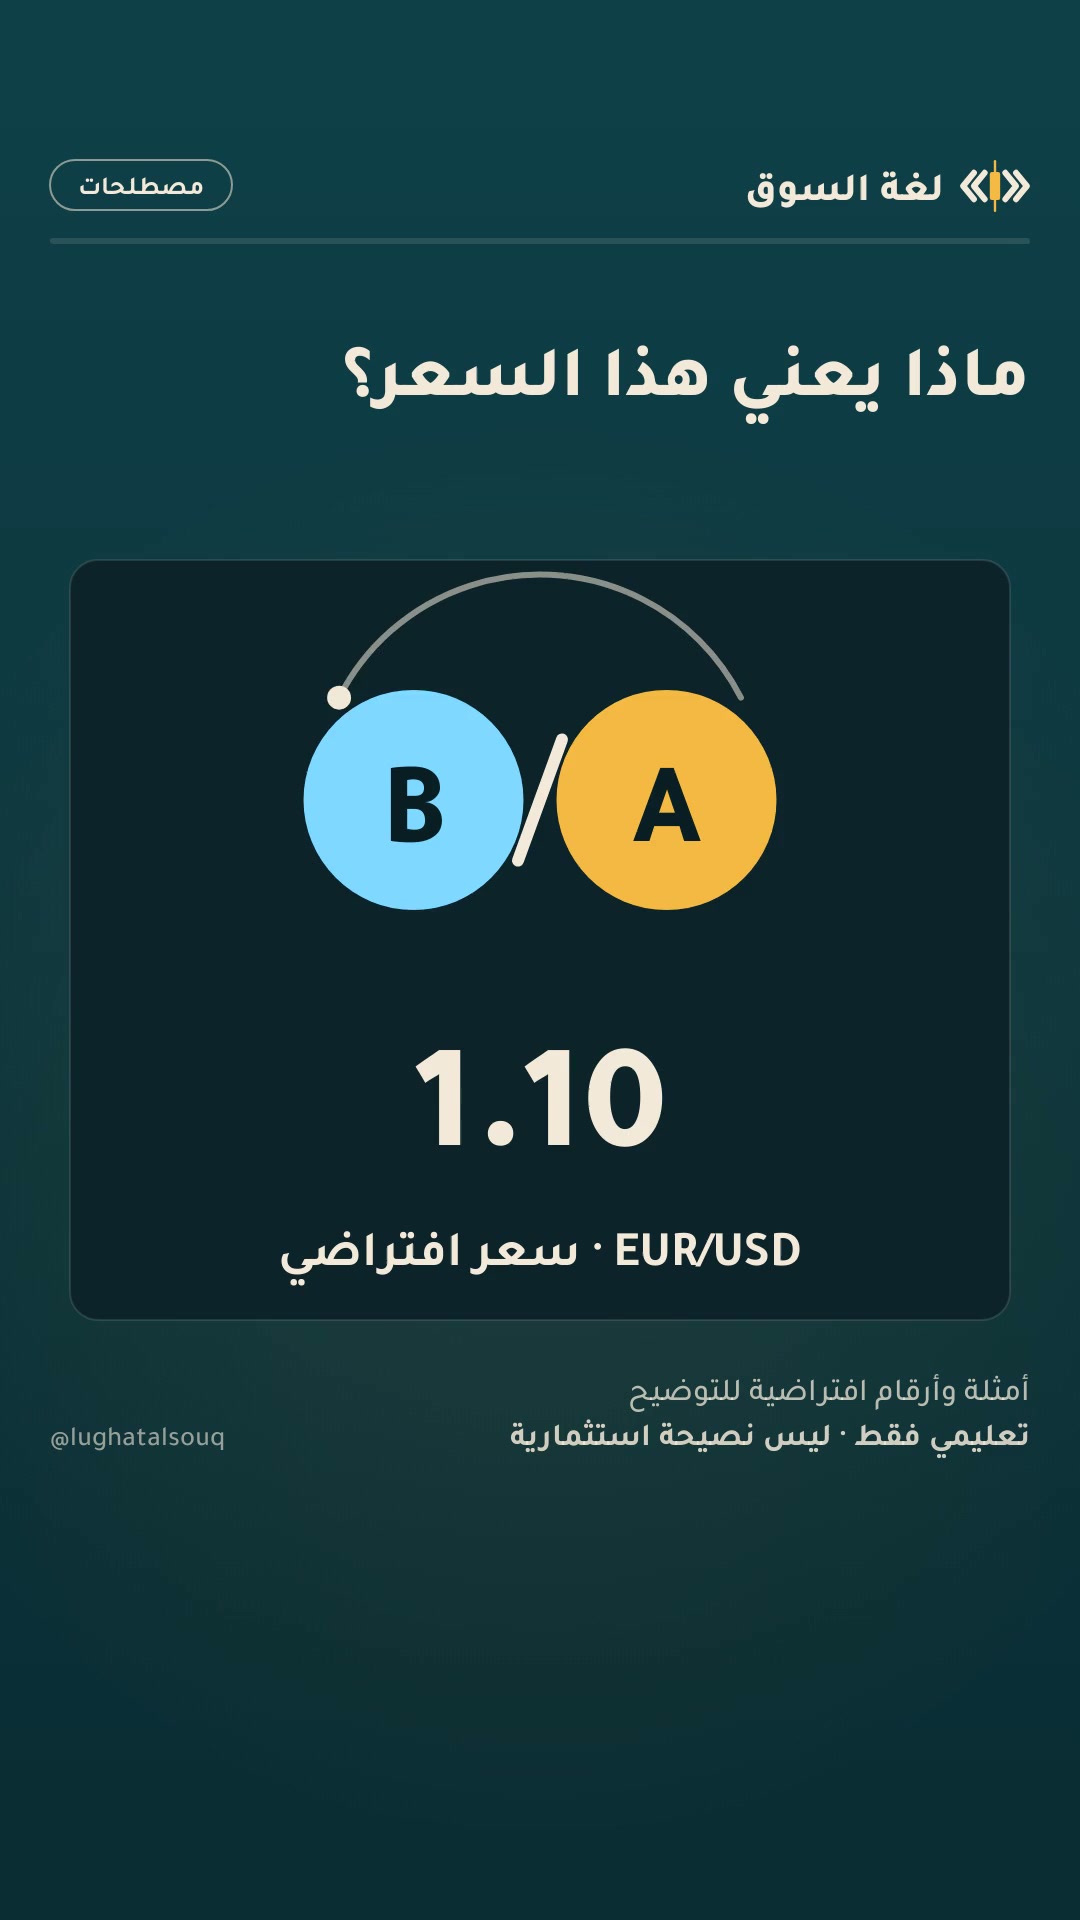 لغة السوق
مصطلحات
ماذا يعني هذا السعر؟
B/A
1.10
EUR/USD · سعر افتراضي
أمثلة وأرقام افتراضية للتوضيح
تعليمي فقط · ليس نصيحة استثمارية
@lughatalsouq